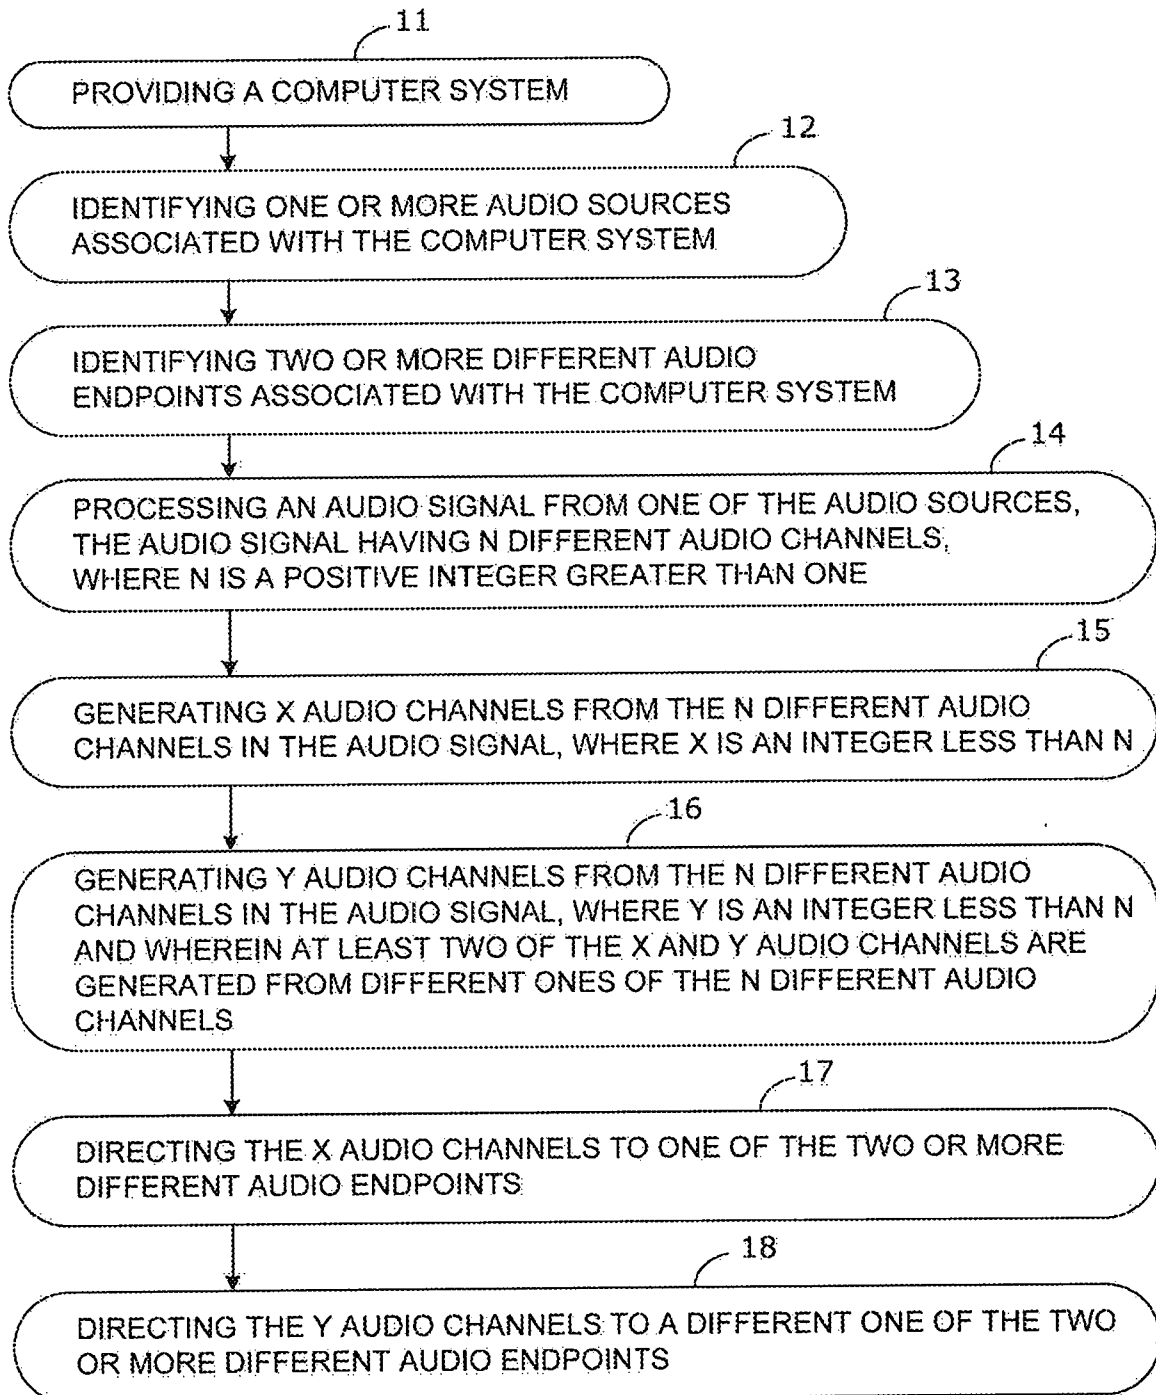 11
PROVIDING A COMPUTER SYSTEM
12
IDENTIFYING ONE OR MORE AUDIO SOURCES
ASSOCIATED WITH THE COMPUTER SYSTEM
13
IDENTIFYING TWO OR MORE DIFFERENT AUDIO
ENDPOINTS ASSOCIATED WITH THE COMPUTER SYSTEM
14
PROCESSING AN AUDIO SIGNAL FROM ONE OF THE AUDIO SOURCES,
THE AUDIO SIGNAL HAVING N DIFFERENT AUDIO CHANNELS,
WHERE N IS A POSITIVE INTEGER GREATER THAN ONE
15
GENERATING X AUDIO CHANNELS FROM THE N DIFFERENT AUDIO
CHANNELS IN THE AUDIO SIGNAL, WHERE X IS AN INTEGER LESS THAN N
16
GENERATING Y AUDIO CHANNELS FROM THE N DIFFERENT AUDIO
CHANNELS IN THE AUDIO SIGNAL, WHERE Y IS AN INTEGER LESS THAN N
AND WHEREIN AT LEAST TWO OF THE X AND Y AUDIO CHANNELS ARE
GENERATED FROM DIFFERENT ONES OF THE N DIFFERENT AUDIO
CHANNELS
17
DIRECTING THE X AUDIO CHANNELS TO ONE OF THE TWO OR MORE
DIFFERENT AUDIO ENDPOINTS
18
DIRECTING THE Y AUDIO CHANNELS TO A DIFFERENT ONE OF THE TWO
OR MORE DIFFERENT AUDIO ENDPOINTS